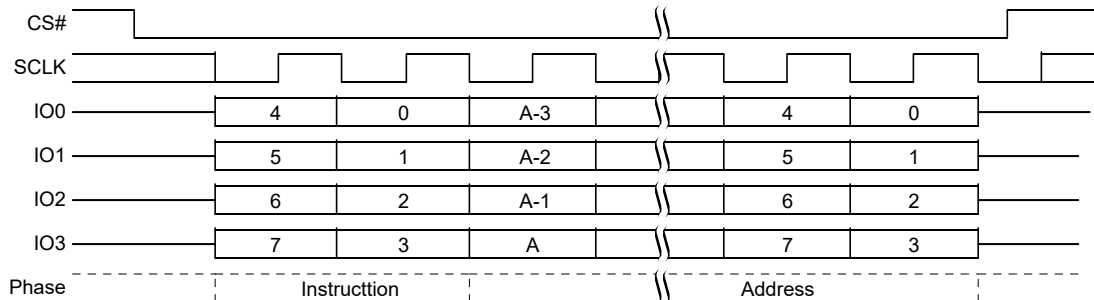 CS#
SCLK
IO0 4 0 A-3 4 0
IO1 5 1 A-2 5 1
IO2 6 2 A-1 6 2
IO3 7 3 A 7 3
Phase Instructtion Address